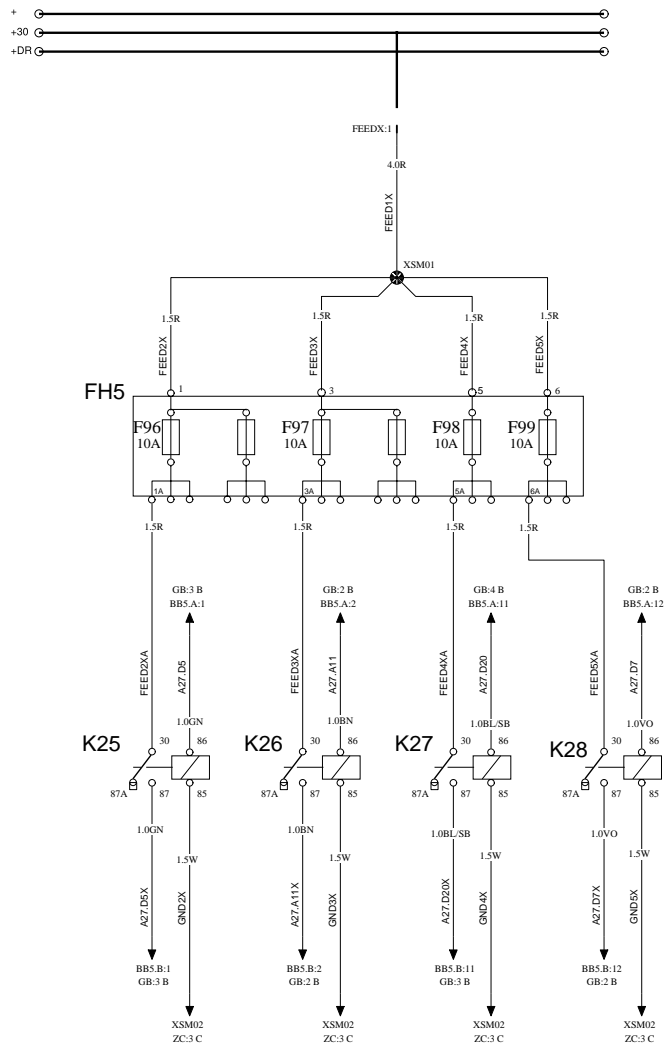 +
+30
+DR
FEEDX:1
4.0R
FEED1X
XSM01
1.5R
1.5R
1.5R
1.5R
FEED2X
FEED3X
FEED4X
FEED5X
FH5
1
3
5
6
F96
10A
F97
10A
F98
10A
F99
10A
1A
3A
5A
6A
1.5R
1.5R
1.5R
1.5R
GB:3 B
BB5.A:1
GB:2 B
BB5.A:2
GB:4 B
BB5.A:11
GB:2 B
BB5.A:12
FEED2XA
A27.D5
FEED3XA
A27.A11
FEED4XA
A27.D20
FEED5XA
A27.D7
1.0GN
1.0BN
1.0BL/SB
1.0VO
K25
30
86
K26
30
86
K27
30
86
K28
30
86
87A
87
85
87A
87
85
87A
87
85
87A
87
85
1.0GN
1.5W
1.0BN
1.5W
1.0BL/SB
1.5W
1.0VO
1.5W
A27.D5X
GND2X
A27.A11X
GND3X
A27.D20X
GND4X
A27.D7X
GND5X
BB5.B:1
GB:3 B
BB5.B:2
GB:2 B
BB5.B:11
GB:3 B
BB5.B:12
GB:2 B
XSM02
ZC:3 C
XSM02
ZC:3 C
XSM02
ZC:3 C
XSM02
ZC:3 C